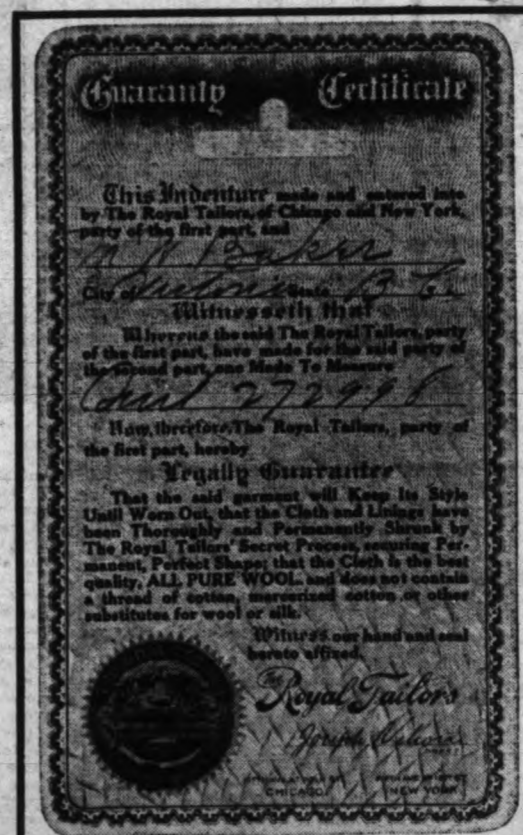 Guaranty Certificate
This Indenture made and entered into
by The Royal Tailors, of Chicago and New York,
party of the first part, and
Baker
City of State B C
Witnesseth that
Whereas the said The Royal Tailors, party
of the first part, have made for the said party of
the second part, one Made To Measure
272998
Now, therefore, The Royal Tailors, party of
the first part, hereby
Legally Guarantee
That the said garment will Keep Its Style
Until Worn Out, that the Cloth and Linings have
been Thoroughly and Permanently Shrunk by
The Royal Tailors' Secret Process, securing Per-
manent, Perfect Shape; that the Cloth is the best
quality, ALL PURE WOOL, and does not contain
a thread of cotton, mercerized cotton or other
substitutes for wool or silk.
Witness our hand and seal
hereto affixed.
The Royal Tailors
Joseph
CHICAGO NEW YORK